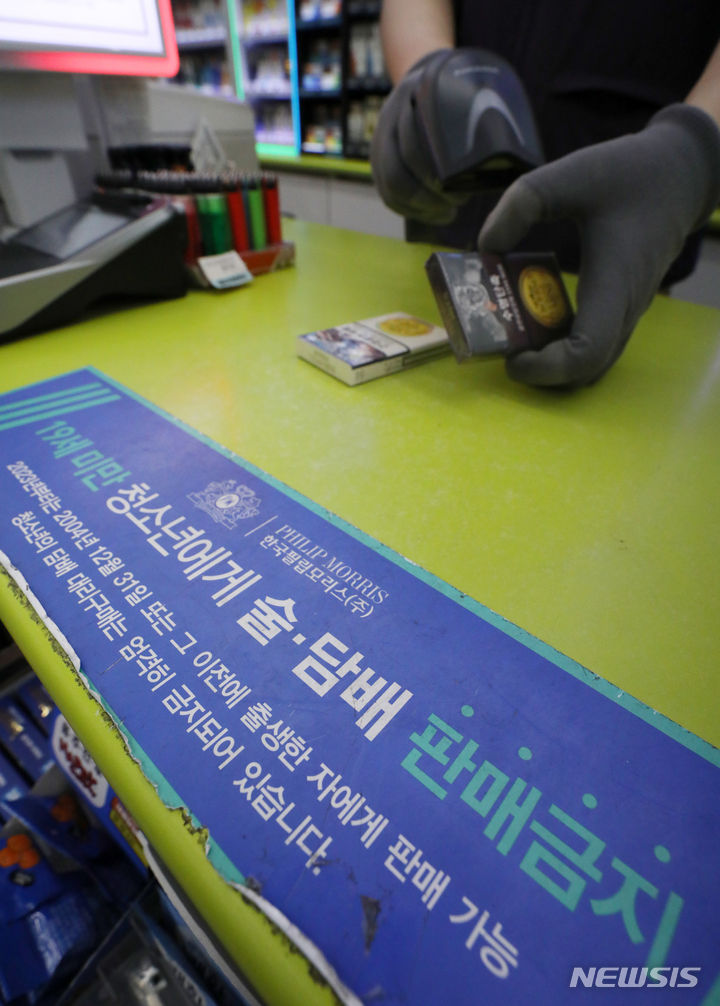 19세 미만
청소년에게 술·담배 판매금지
PHILIP MORRIS
한국필립모리스(주)
2023년부터는 2004년 12월 31일 또는 그 이전에 출생한 자에게 판매 가능
청소년의 담배 대리구매는 엄격히 금지되어 있습니다.
NEWSIS